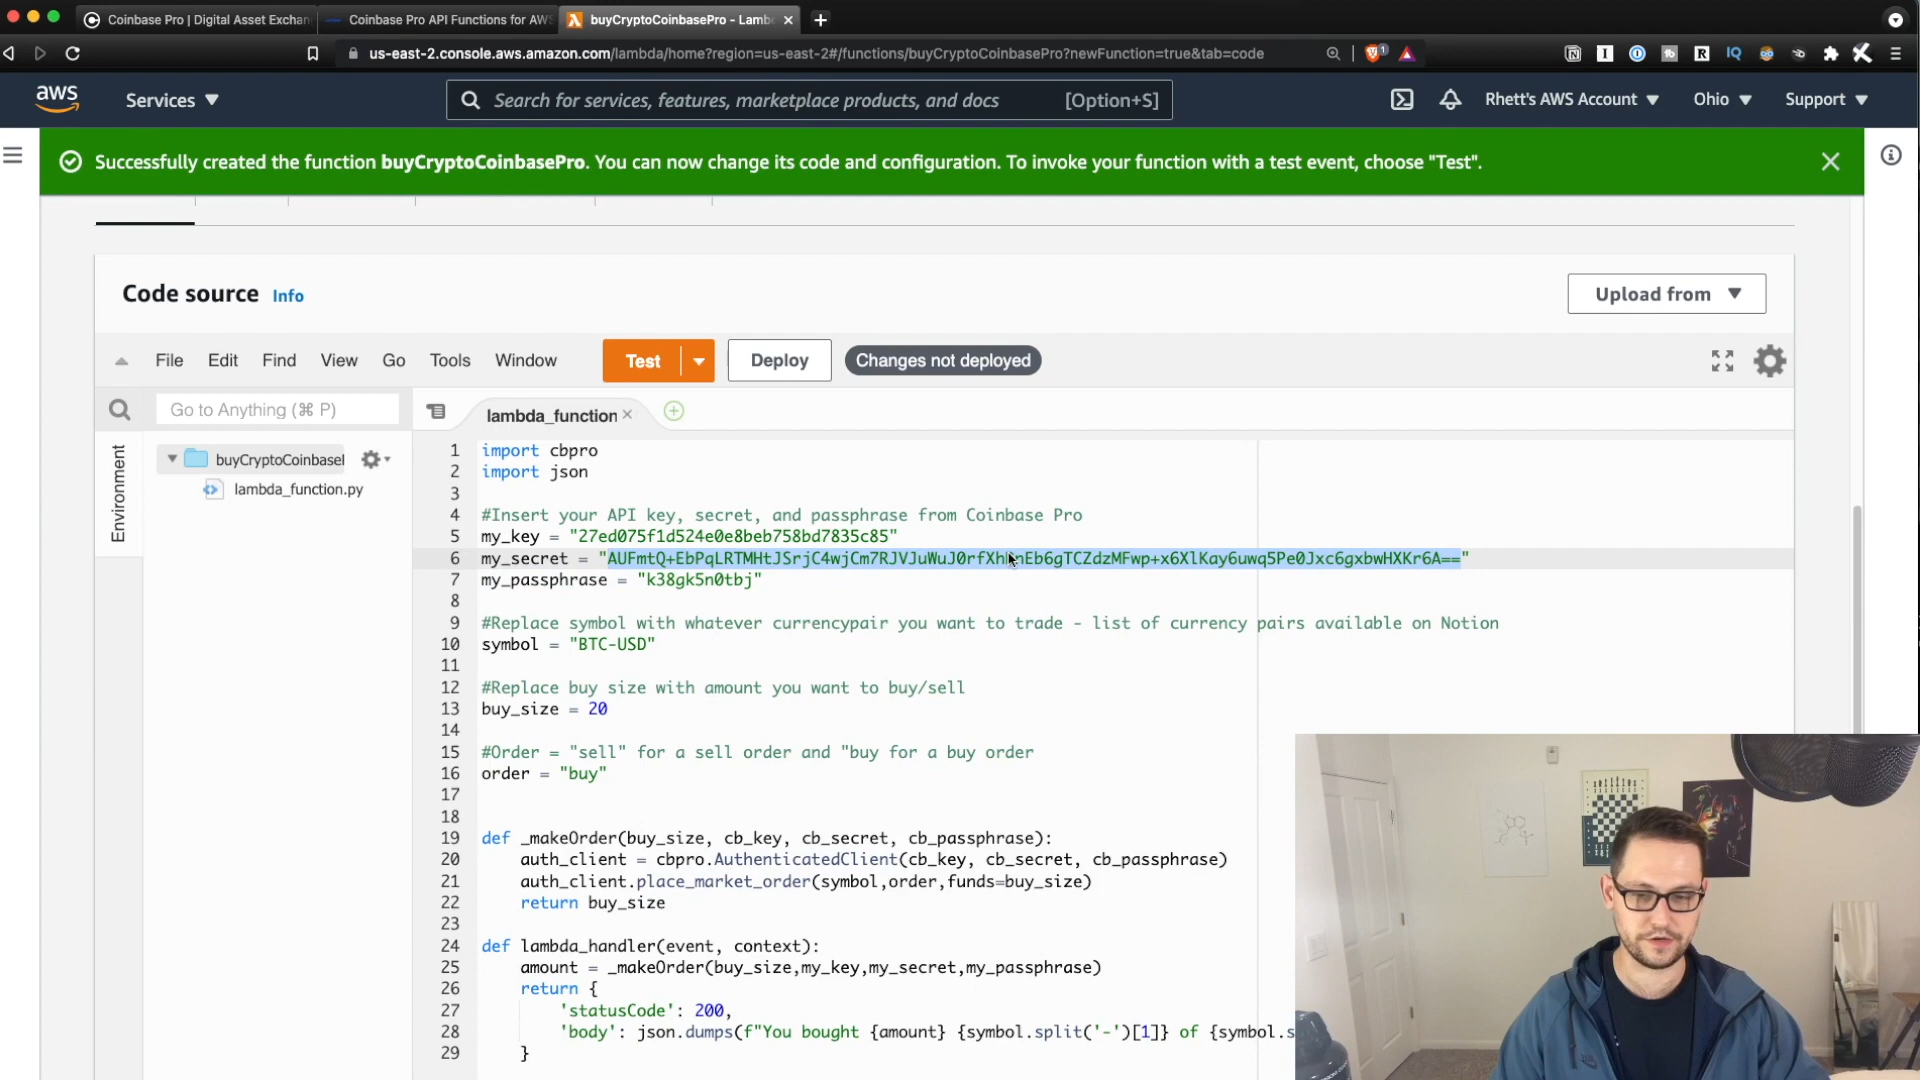 Coinbase Pro | Digital Asset Exchan
Coinbase Pro API Functions for AWS
buyCryptoCoinbasePro - Lamb
us-east-2.console.aws.amazon.com/lambda/home?region=us-east-2#/functions/buyCryptoCoinbasePro?newFunction=true&tab=code
aws
Services
Search for services, features, marketplace products, and docs
[Option+S]
Rhett's AWS Account
Ohio
Support
Successfully created the function buyCryptoCoinbasePro. You can now change its code and configuration. To invoke your function with a test event, choose "Test".
Code source
Info
Upload from
File
Edit
Find
View
Go
Tools
Window
Test
Deploy
Changes not deployed
Go to Anything (⌘ P)
Environment
buyCryptoCoinbasel
lambda_function.py
lambda_function
1 import cbpro
2 import json
3
4 #Insert your API key, secret, and passphrase from Coinbase Pro
5 my_key = "27ed075f1d524e0e8beb758bd7835c85"
6 my_secret =
7 my_passphrase = "k38gk5n0tbj"
8
9 #Replace symbol with whatever currencypair you want to trade - list of currency pairs available on Notion
10 symbol = "BTC-USD"
11
12 #Replace buy size with amount you want to buy/sell
13 buy_size = 20
14
15 #Order = "sell" for a sell order and "buy for a buy order
16 order = "buy"
17
18
19 def _makeOrder(buy_size, cb_key, cb_secret, cb_passphrase):
20 auth_client = cbpro.AuthenticatedClient(cb_key, cb_secret, cb_passphrase)
21 auth_client.place_market_order(symbol,order,funds=buy_size)
22 return buy_size
23
24 def lambda_handler(event, context):
25 amount = _makeOrder(buy_size,my_key,my_secret,my_passphrase)
26 return {
27 'statusCode': 200,
28 'body': json.dumps(f"You bought {amount} {symbol.split('-')[1]} of {symbol.s
29 }